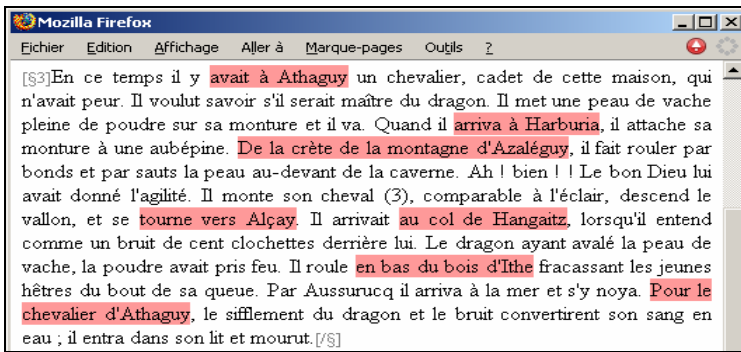 Mozilla Firefox
Fichier Edition Affichage Aller à Marque-pages Outils ?
[§3]En ce temps il y avait à Athaguy un chevalier, cadet de cette maison, qui
n'avait peur. Il voulut savoir s'il serait maître du dragon. Il met une peau de vache
pleine de poudre sur sa monture et il va. Quand il arriva à Harburia, il attache sa
monture à une aubépine. De la crète de la montagne d'Azaléguy, il fait rouler par
bonds et par sauts la peau au-devant de la caverne. Ah ! bien ! ! Le bon Dieu lui
avait donné l'agilité. Il monte son cheval (3), comparable à l'éclair, descend le
vallon, et se tourne vers Alçay. Il arrivait au col de Hangaitz, lorsqu'il entend
comme un bruit de cent clochettes derrière lui. Le dragon ayant avalé la peau de
vache, la poudre avait pris feu. Il roule en bas du bois d'Ithe fracassant les jeunes
hêtres du bout de sa queue. Par Aussurucq il arriva à la mer et s'y noya. Pour le
chevalier d'Athaguy, le sifflement du dragon et le bruit convertirent son sang en
eau ; il entra dans son lit et mourut.[/§]